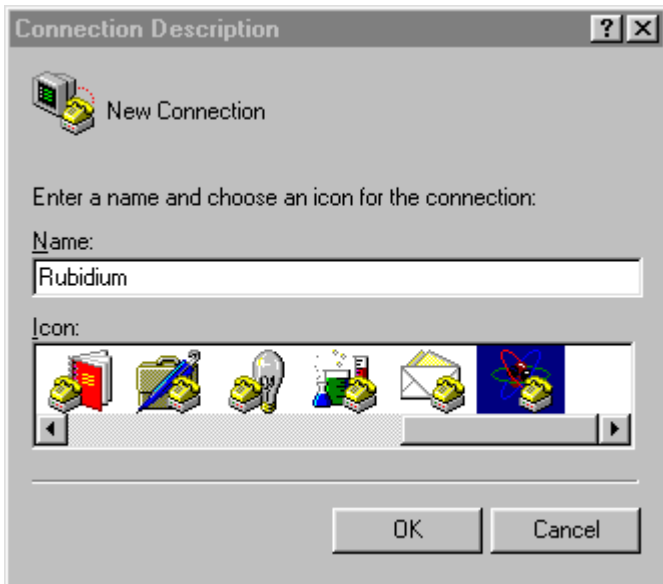 Connection Description
New Connection
Enter a name and choose an icon for the connection:
Name:
Rubidium
Icon:
OK Cancel